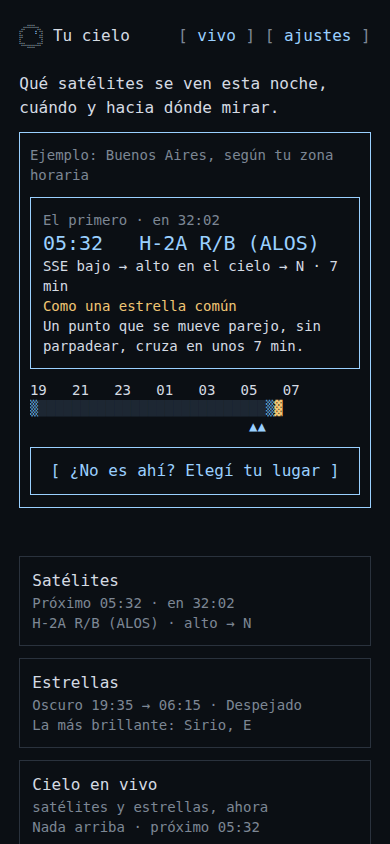 Tu cielo [ vivo ] [ ajustes ]
Qué satélites se ven esta noche,
cuándo y hacia dónde mirar.
Ejemplo: Buenos Aires, según tu zona
horaria
El primero · en 32:02
05:32 H-2A R/B (ALOS)
SSE bajo → alto en el cielo → N · 7
min
Como una estrella común
Un punto que se mueve parejo, sin
parpadear, cruza en unos 7 min.
19 21 23 01 03 05 07
[ ¿No es ahí? Elegí tu lugar ]
Satélites
Próximo 05:32 · en 32:02
H-2A R/B (ALOS) · alto → N
Estrellas
Oscuro 19:35 → 06:15 · Despejado
La más brillante: Sirio, E
Cielo en vivo
satélites y estrellas, ahora
Nada arriba · próximo 05:32